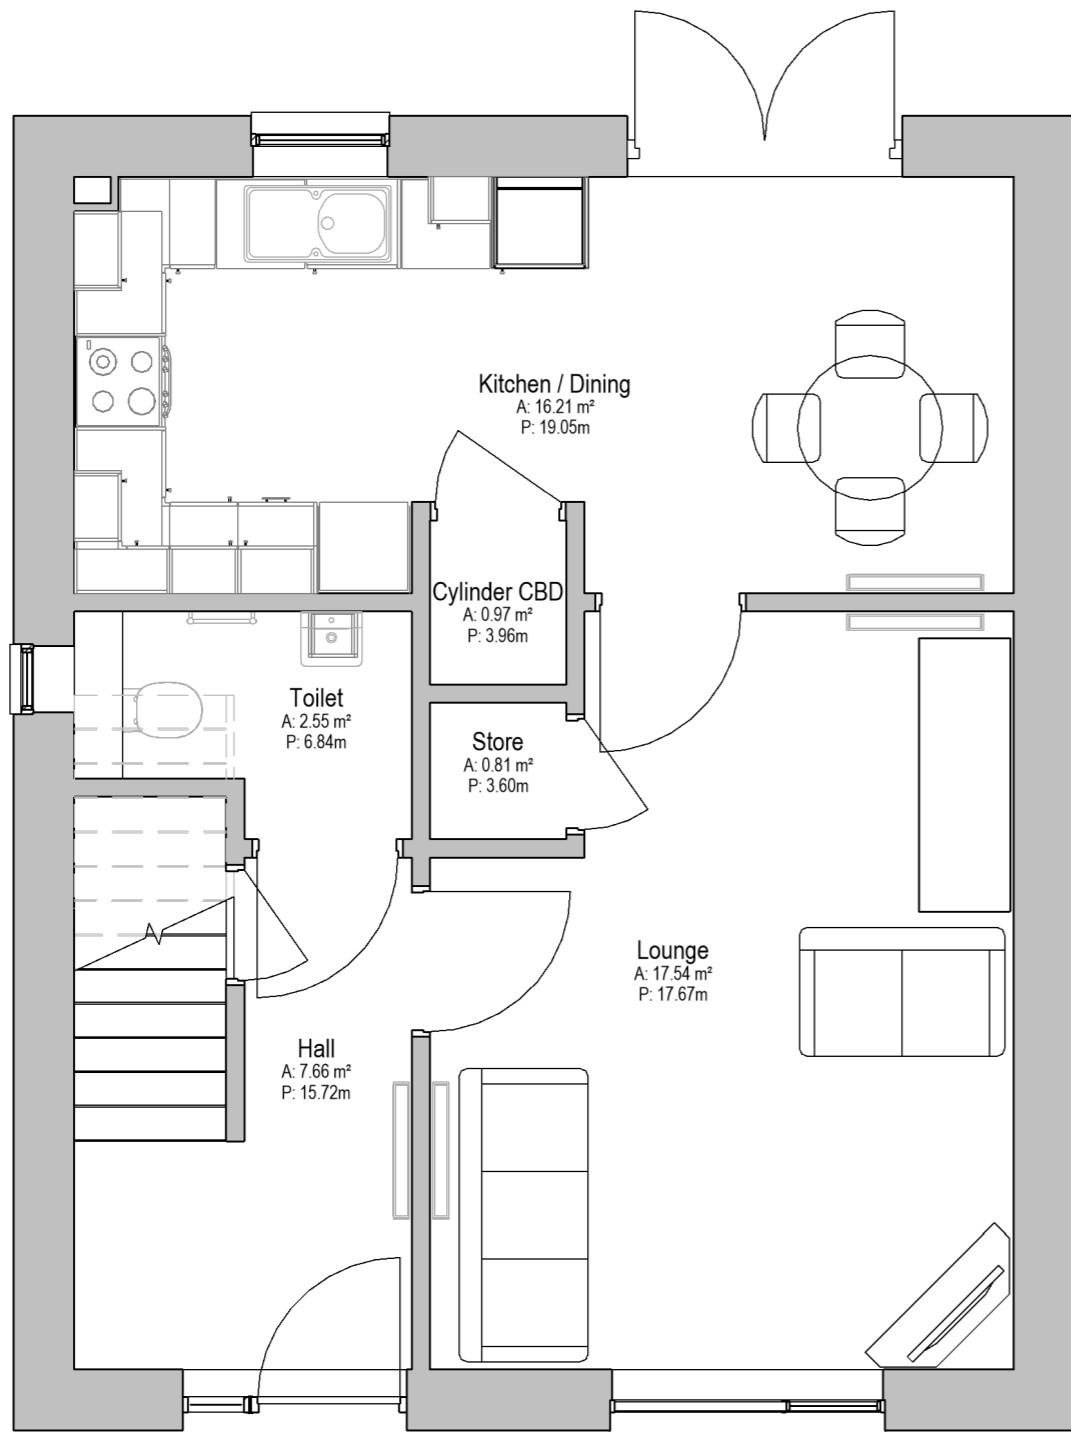 Kitchen / Dining
A: 16.21 m²
P: 19.05m
Cylinder CBD
A: 0.97 m²
P: 3.96m
Toilet
A: 2.55 m²
P: 6.84m
Store
A: 0.81 m²
P: 3.60m
Lounge
A: 17.54 m²
P: 17.67m
Hall
A: 7.66 m²
P: 15.72m